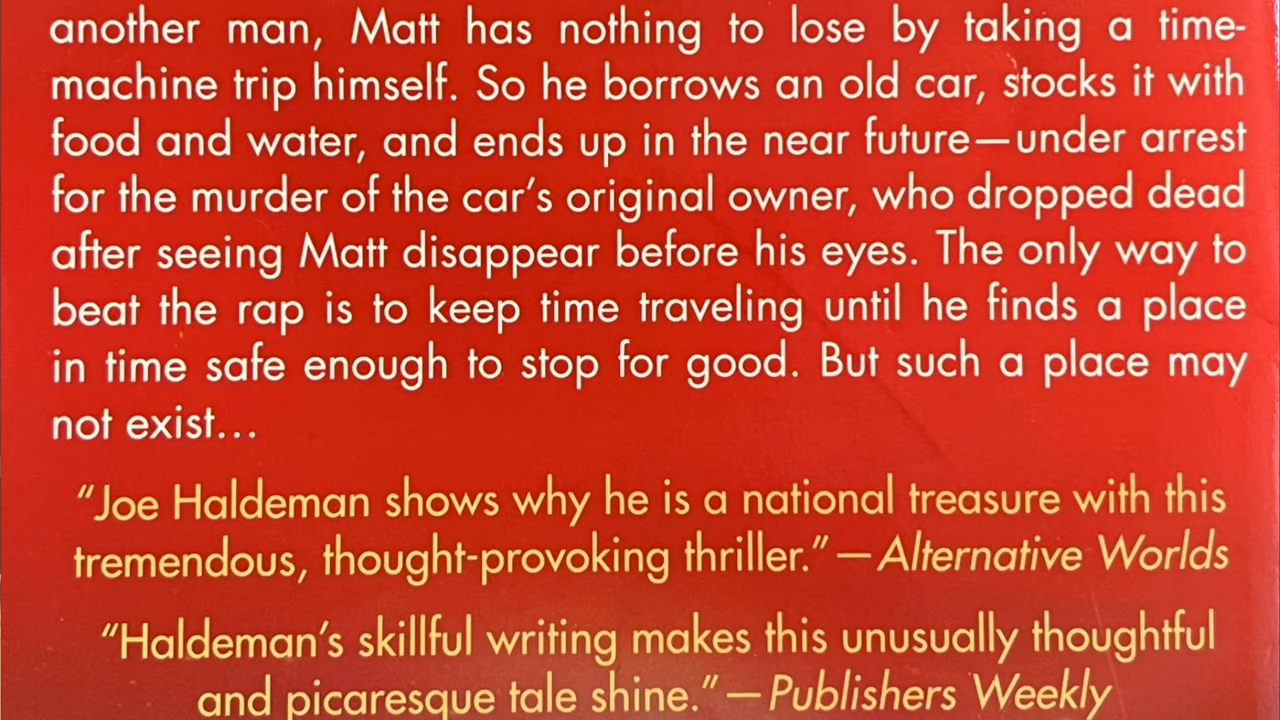 another man, Matt has nothing to lose by taking a time-
machine trip himself. So he borrows an old car, stocks it with
food and water, and ends up in the near future—under arrest
for the murder of the car's original owner, who dropped dead
after seeing Matt disappear before his eyes. The only way to
beat the rap is to keep time traveling until he finds a place
in time safe enough to stop for good. But such a place may
not exist...
“Joe Haldeman shows why he is a national treasure with this
tremendous, thought-provoking thriller.” —Alternative Worlds
“Haldeman's skillful writing makes this unusually thoughtful
and picaresque tale shine.” —Publishers Weekly